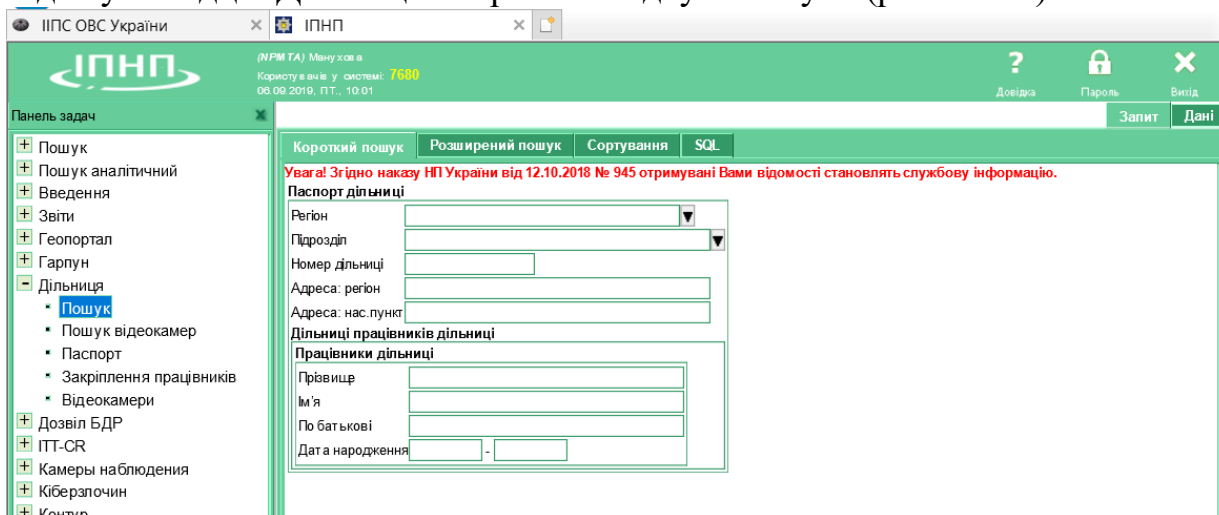 ІІПС ОВС України
ІПНП
ІПНП
(NPM TA) Манухова
Користувачів у системі: 7680
06.09.2019, ПТ., 10:01
?
Довідка
Пароль
Вихід
Панель задач
Запит
Дані
Пошук
Пошук аналітичний
Введення
Звіти
Геопортал
Гарпун
Дільниця
Пошук
Пошук відеокамер
Паспорт
Закріплення працівників
Відеокамери
Дозвіл БДР
ITT-CR
Камеры наблюдения
Кіберзлочин
Контур
Короткий пошук
Розширений пошук
Сортування
SQL
Увага! Згідно наказу НП України від 12.10.2018 № 945 отримувані Вами відомості становлять службову інформацію.
Паспорт дільниці
Регіон
Підрозділ
Номер дільниці
Адреса: регіон
Адреса: нас.пункт
Дільниці працівників дільниці
Працівники дільниці
Прізвище
Ім'я
По батькові
Дата народження -